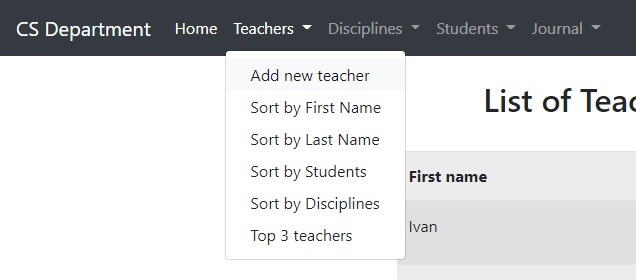 CS Department Home Teachers Disciplines Students Journal
Add new teacher
Sort by First Name
Sort by Last Name
Sort by Students
Sort by Disciplines
Top 3 teachers
List of Teac
First name
Ivan